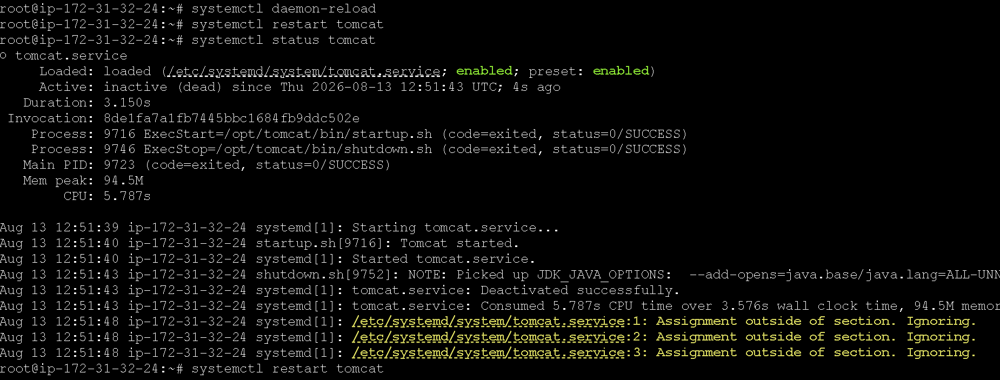 root@ip-172-31-32-24:~# systemctl daemon-reload
root@ip-172-31-32-24:~# systemctl restart tomcat
root@ip-172-31-32-24:~# systemctl status tomcat
○ tomcat.service
     Loaded: loaded (/etc/systemd/system/tomcat.service; enabled; preset: enabled)
     Active: inactive (dead) since Thu 2026-08-13 12:51:43 UTC; 4s ago
   Duration: 3.150s
 Invocation: 8de1fa7a1fb7445bbc1684fb9ddc502e
    Process: 9716 ExecStart=/opt/tomcat/bin/startup.sh (code=exited, status=0/SUCCESS)
    Process: 9746 ExecStop=/opt/tomcat/bin/shutdown.sh (code=exited, status=0/SUCCESS)
   Main PID: 9723 (code=exited, status=0/SUCCESS)
   Mem peak: 94.5M
        CPU: 5.787s
Aug 13 12:51:39 ip-172-31-32-24 systemd[1]: Starting tomcat.service...
Aug 13 12:51:40 ip-172-31-32-24 startup.sh[9716]: Tomcat started.
Aug 13 12:51:40 ip-172-31-32-24 systemd[1]: Started tomcat.service.
Aug 13 12:51:43 ip-172-31-32-24 shutdown.sh[9752]: NOTE: Picked up JDK_JAVA_OPTIONS:  --add-opens=java.base/java.lang=ALL-UNN
Aug 13 12:51:43 ip-172-31-32-24 systemd[1]: tomcat.service: Deactivated successfully.
Aug 13 12:51:43 ip-172-31-32-24 systemd[1]: tomcat.service: Consumed 5.787s CPU time over 3.576s wall clock time, 94.5M memor
Aug 13 12:51:48 ip-172-31-32-24 systemd[1]: /etc/systemd/system/tomcat.service:1: Assignment outside of section. Ignoring.
Aug 13 12:51:48 ip-172-31-32-24 systemd[1]: /etc/systemd/system/tomcat.service:2: Assignment outside of section. Ignoring.
Aug 13 12:51:48 ip-172-31-32-24 systemd[1]: /etc/systemd/system/tomcat.service:3: Assignment outside of section. Ignoring.
root@ip-172-31-32-24:~# systemctl restart tomcat